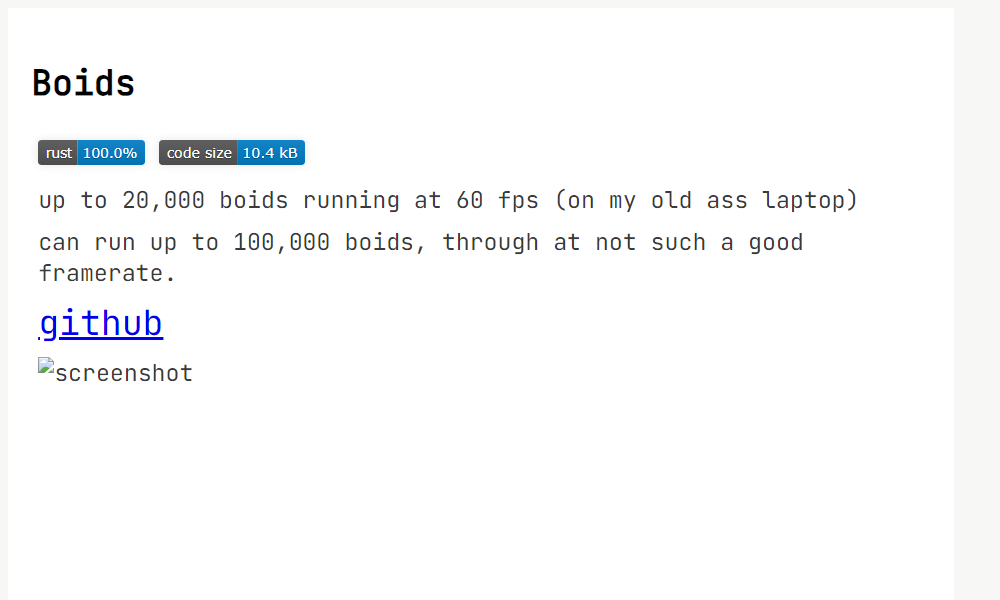 Boids
rust 100.0% code size 10.4 kB
up to 20,000 boids running at 60 fps (on my old ass laptop)
can run up to 100,000 boids, through at not such a good
framerate.
github
screenshot